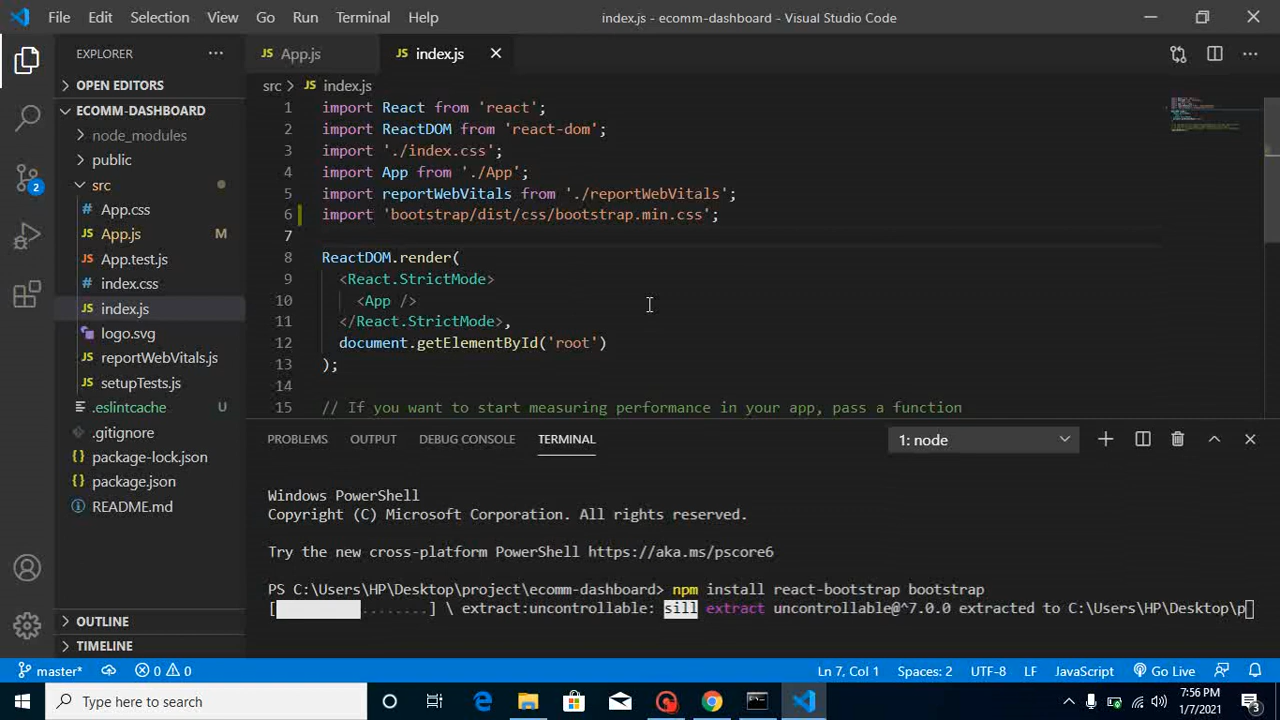 File Edit Selection View Go Run Terminal Help
index.js - ecomm-dashboard - Visual Studio Code
EXPLORER
OPEN EDITORS
ECOMM-DASHBOARD
node_modules
public
src
# App.css
JS App.js M
JS App.test.js
# index.css
JS index.js
logo.svg
JS reportWebVitals.js
JS setupTests.js
.eslintcache U
.gitignore
{} package-lock.json
{} package.json
README.md
OUTLINE
TIMELINE
2
JS App.js
JS index.js
src > JS index.js
1 import React from 'react';
2 import ReactDOM from 'react-dom';
3 import './index.css';
4 import App from './App';
5 import reportWebVitals from './reportWebVitals';
6 import 'bootstrap/dist/css/bootstrap.min.css';
7
8 ReactDOM.render(
9 <React.StrictMode>
10 <App />
11 </React.StrictMode>,
12 document.getElementById('root')
13 );
14
15 // If you want to start measuring performance in your app, pass a function
PROBLEMS OUTPUT DEBUG CONSOLE TERMINAL
1: node
Windows PowerShell
Copyright (C) Microsoft Corporation. All rights reserved.
Try the new cross-platform PowerShell https://aka.ms/pscore6
PS C:\Users\HP\Desktop\project\ecomm-dashboard> npm install react-bootstrap bootstrap
[ ........] \ extract:uncontrollable: sill extract uncontrollable@^7.0.0 extracted to C:\Users\HP\Desktop\p
master* 0 0
Ln 7, Col 1 Spaces: 2 UTF-8 LF JavaScript Go Live
Type here to search
7:56 PM
1/7/2021
3